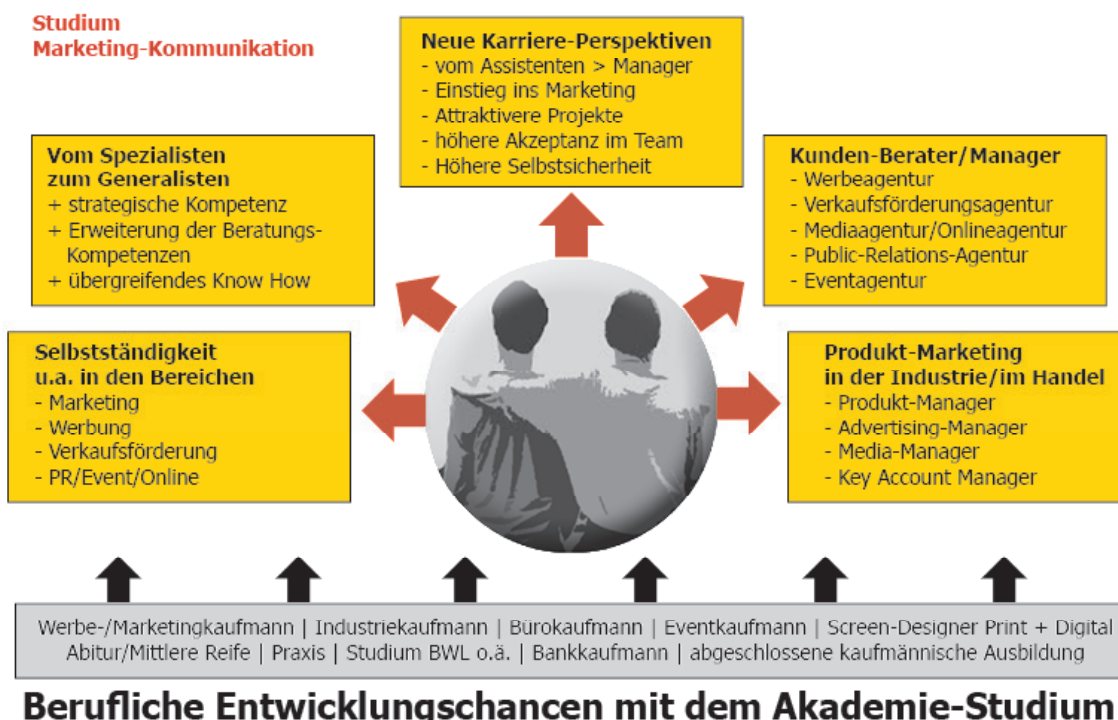 Studium
Marketing-Kommunikation
Neue Karriere-Perspektiven
- vom Assistenten > Manager
- Einstieg ins Marketing
- Attraktivere Projekte
- höhere Akzeptanz im Team
- Höhere Selbstsicherheit
Vom Spezialisten
zum Generalisten
+ strategische Kompetenz
+ Erweiterung der Beratungs-
Kompetenzen
+ übergreifendes Know How
Kunden-Berater/Manager
- Werbeagentur
- Verkaufsförderungsagentur
- Mediaagentur/Onlineagentur
- Public-Relations-Agentur
- Eventagentur
Selbstständigkeit
u.a. in den Bereichen
- Marketing
- Werbung
- Verkaufsförderung
- PR/Event/Online
Produkt-Marketing
in der Industrie/im Handel
- Produkt-Manager
- Advertising-Manager
- Media-Manager
- Key Account Manager
Werbe-/Marketingkaufmann | Industriekaufmann | Bürokaufmann | Eventkaufmann | Screen-Designer Print + Digital
Abitur/Mittlere Reife | Praxis | Studium BWL o.ä. | Bankkaufmann | abgeschlossene kaufmännische Ausbildung
Berufliche Entwicklungschancen mit dem Akademie-Studium